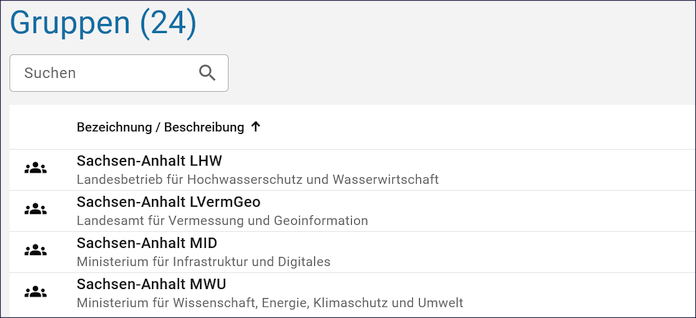 Gruppen (24)
Suchen
Bezeichnung / Beschreibung
Sachsen-Anhalt LHW
Landesbetrieb für Hochwasserschutz und Wasserwirtschaft
Sachsen-Anhalt LVermGeo
Landesamt für Vermessung und Geoinformation
Sachsen-Anhalt MID
Ministerium für Infrastruktur und Digitales
Sachsen-Anhalt MWU
Ministerium für Wissenschaft, Energie, Klimaschutz und Umwelt